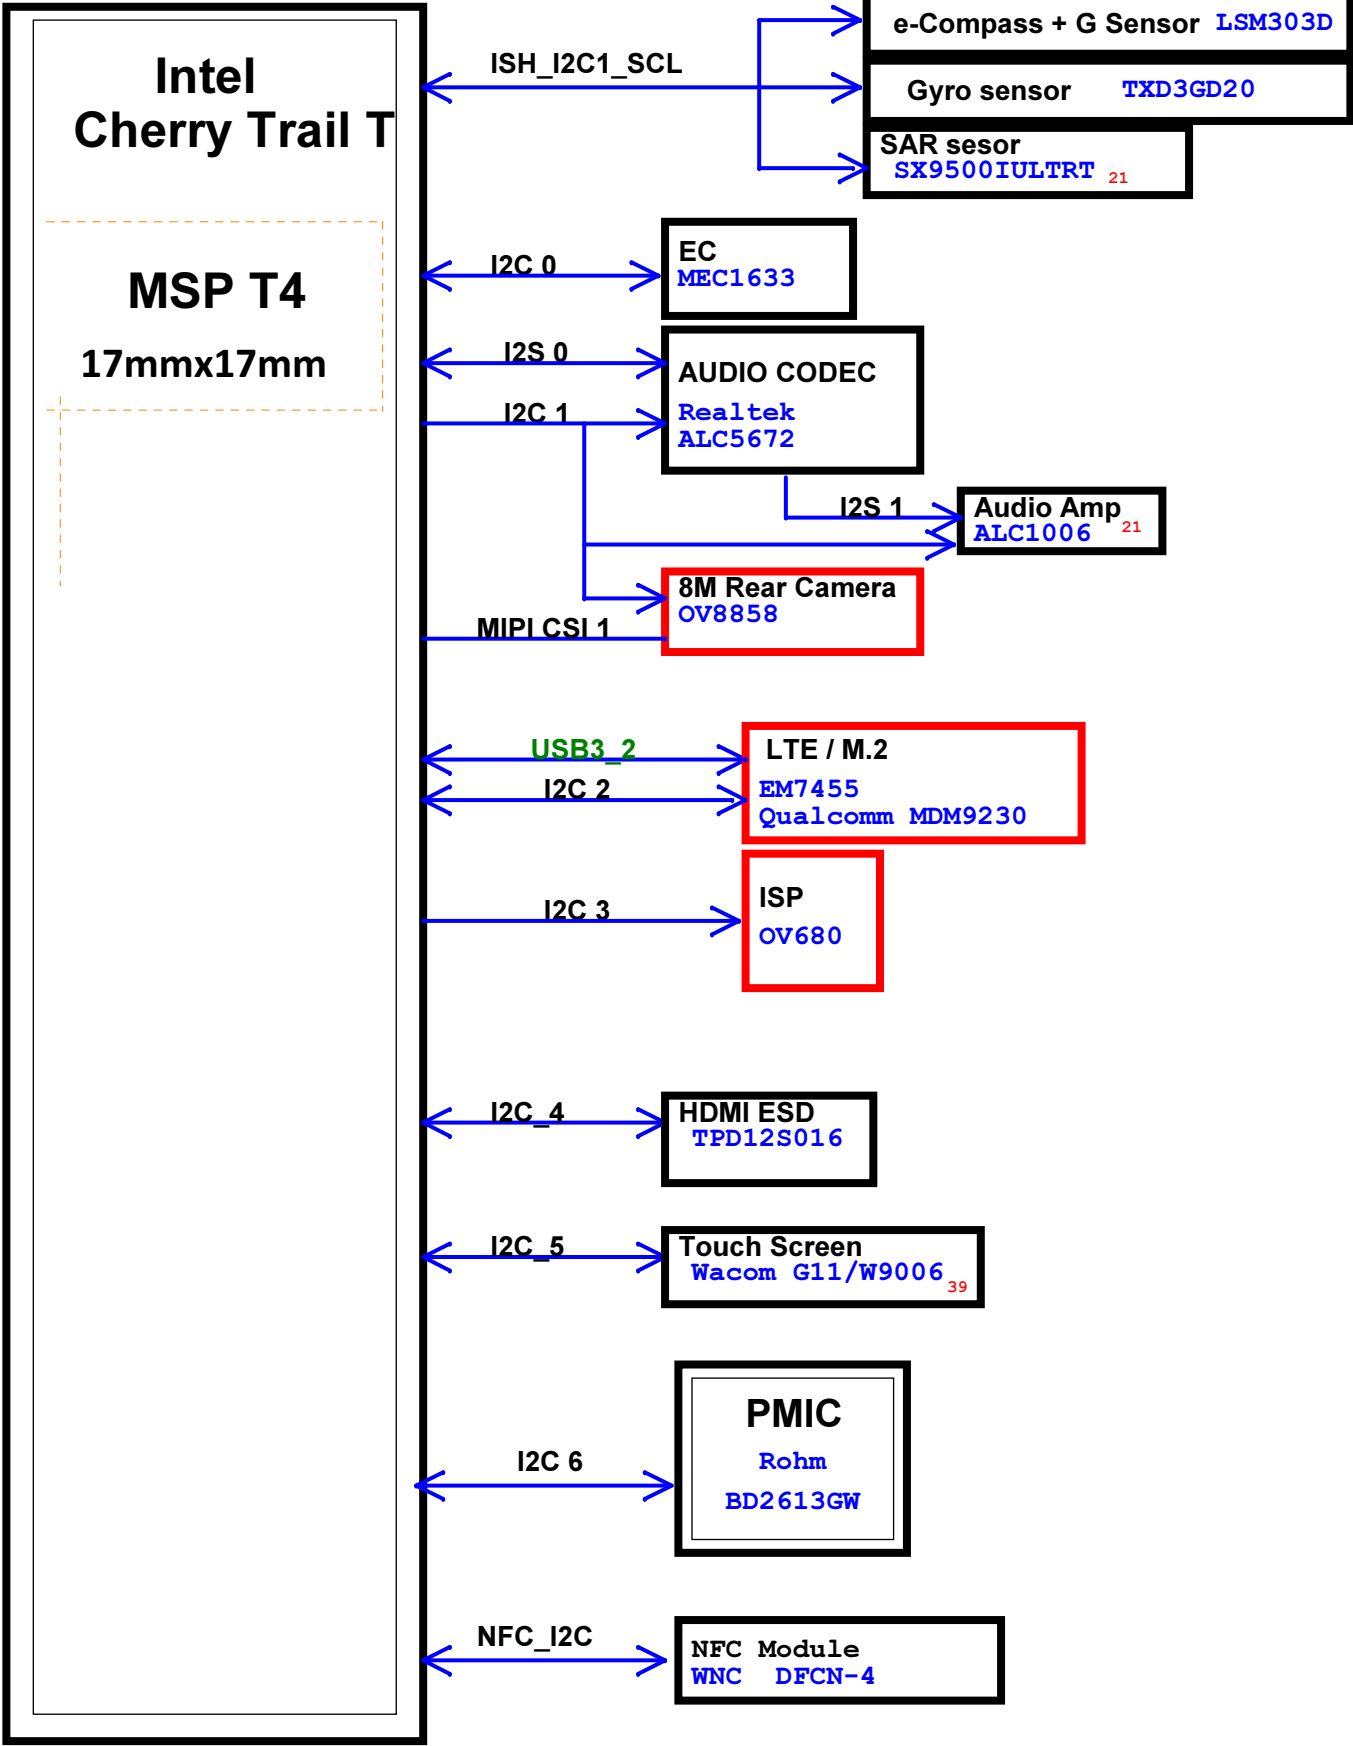 Intel
Cherry Trail T
MSP T4
17mmx17mm
ISH_I2C1_SCL
e-Compass + G Sensor LSM303D
Gyro sensor TXD3GD20
SAR sesor
SX9500IULTRT 21
I2C 0
EC
MEC1633
I2S 0
AUDIO CODEC
I2C 1
Realtek
ALC5672
I2S 1
Audio Amp
ALC1006 21
8M Rear Camera
OV8858
MIPI CSI 1
USB3_2
LTE / M.2
I2C 2
EM7455
Qualcomm MDM9230
ISP
I2C 3
OV680
I2C_4
HDMI ESD
TPD12S016
I2C_5
Touch Screen
Wacom G11/W9006 39
PMIC
I2C 6
Rohm
BD2613GW
NFC_I2C
NFC Module
WNC DFCN-4